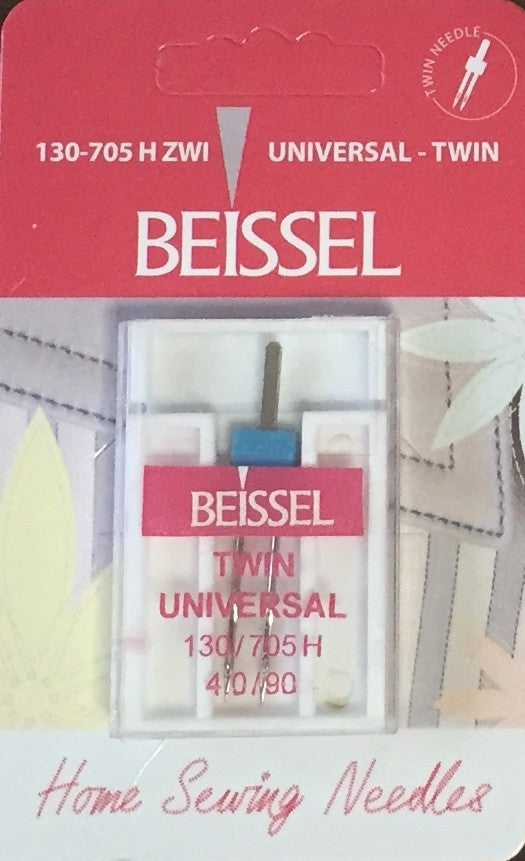 TWIN NEEDLE
130-705 H ZWI UNIVERSAL - TWIN
BEISSEL
BEISSEL
TWIN
UNIVERSAL
130/705 H
4,0/90
Home Sewing Needles